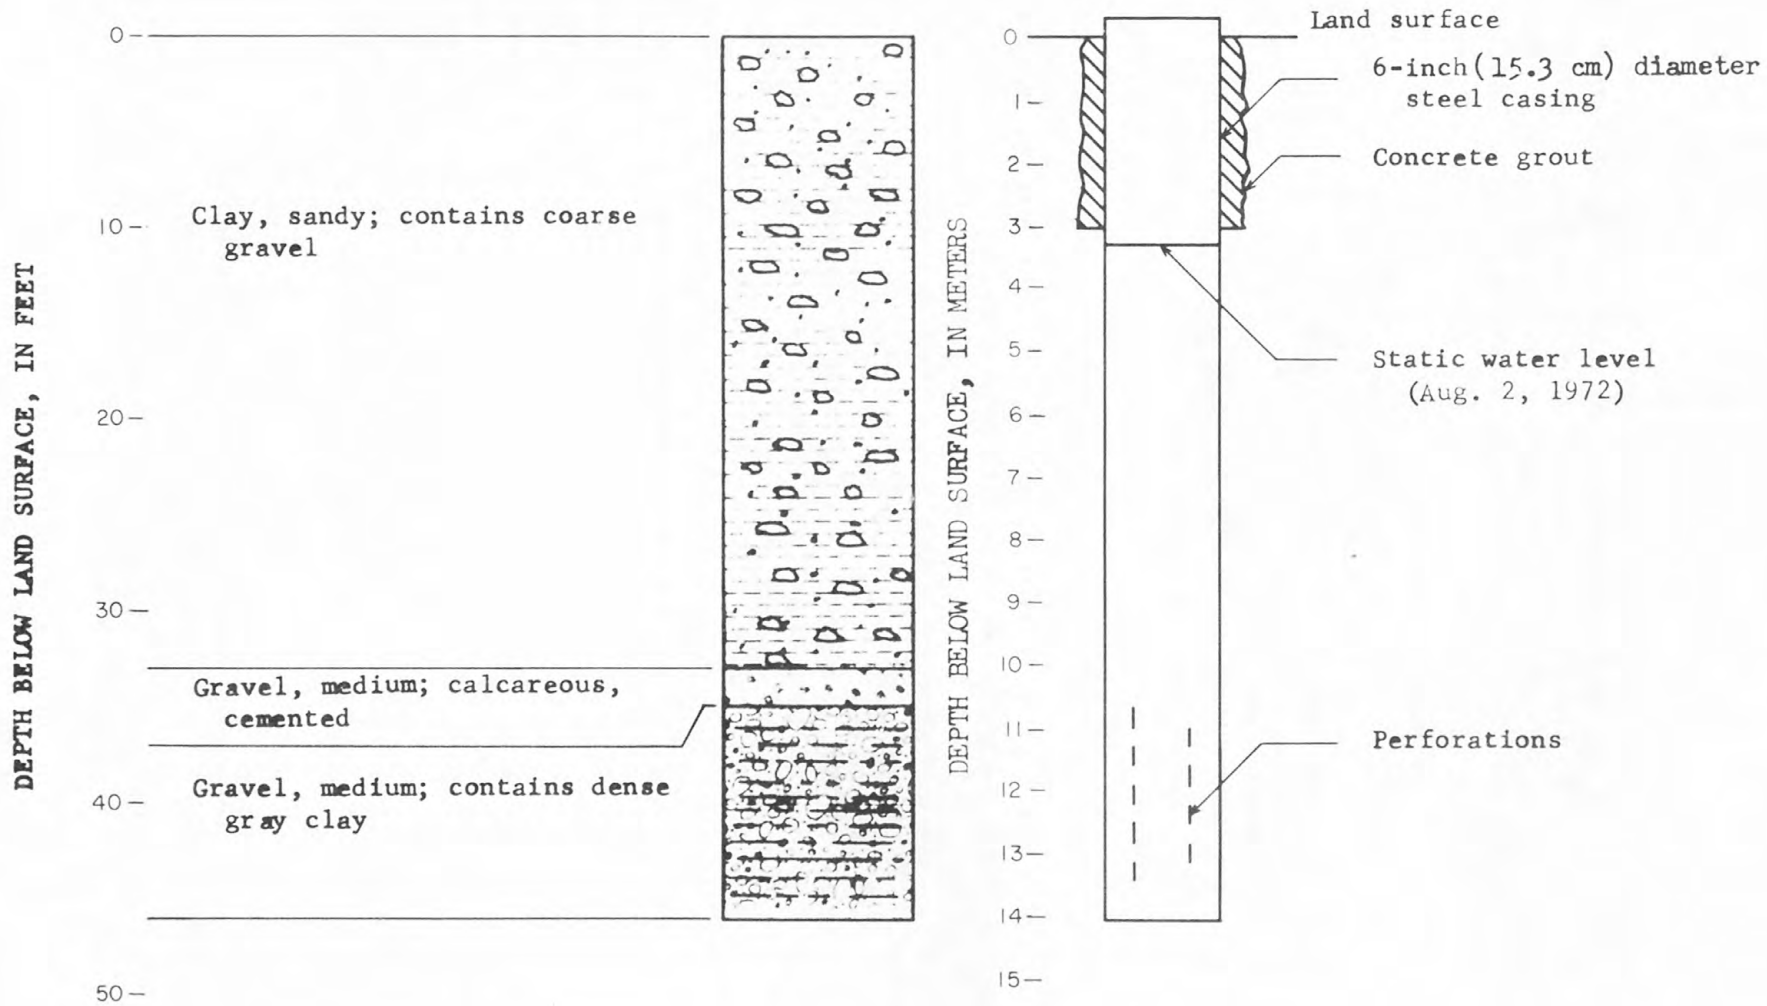 DEPTH BELOW LAND SURFACE, IN FEET
0
10
20
30
40
50
Clay, sandy; contains coarse
gravel
Gravel, medium; calcareous,
cemented
Gravel, medium; contains dense
gray clay
DEPTH BELOW LAND SURFACE, IN METERS
0
1
2
3
4
5
6
7
8
9
10
11
12
13
14
15
Land surface
6-inch(15.3 cm) diameter
steel casing
Concrete grout
Static water level
(Aug. 2, 1972)
Perforations